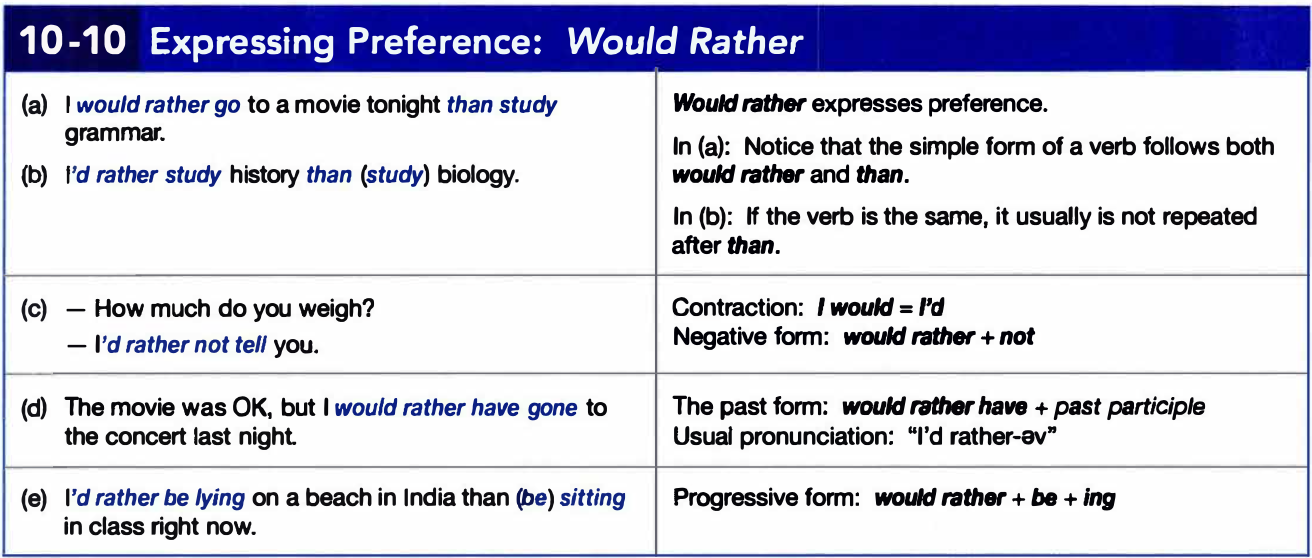 10-10 Expressing Preference: Would Rather
(a) I would rather go to a movie tonight than study
grammar.
(b) I'd rather study history than (study) biology.
Would rather expresses preference.
In (a): Notice that the simple form of a verb follows both
would rather and than.
In (b): If the verb is the same, it usually is not repeated
after than.
(c) — How much do you weigh?
— I'd rather not tell you.
Contraction: I would = I'd
Negative form: would rather + not
(d) The movie was OK, but I would rather have gone to
the concert last night.
The past form: would rather have + past participle
Usual pronunciation: "I'd rather-əv"
(e) I'd rather be lying on a beach in India than (be) sitting
in class right now.
Progressive form: would rather + be + ing